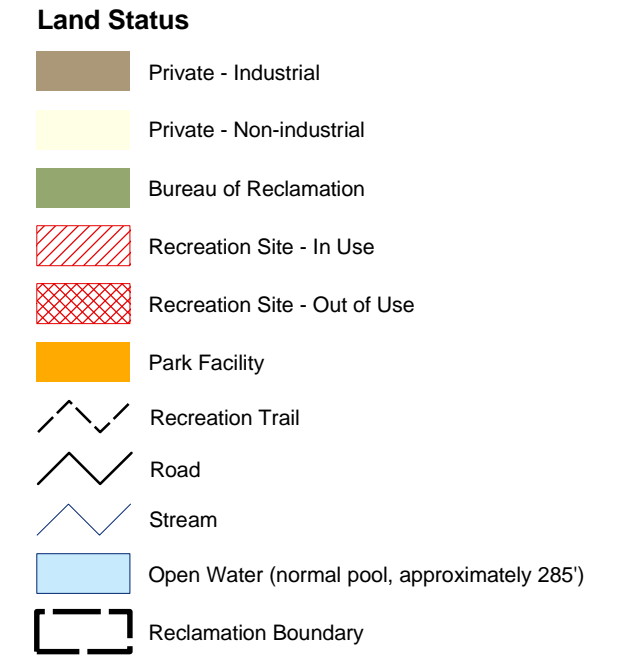 Land Status
Private - Industrial
Private - Non-industrial
Bureau of Reclamation
Recreation Site - In Use
Recreation Site - Out of Use
Park Facility
Recreation Trail
Road
Stream
Open Water (normal pool, approximately 285')
Reclamation Boundary